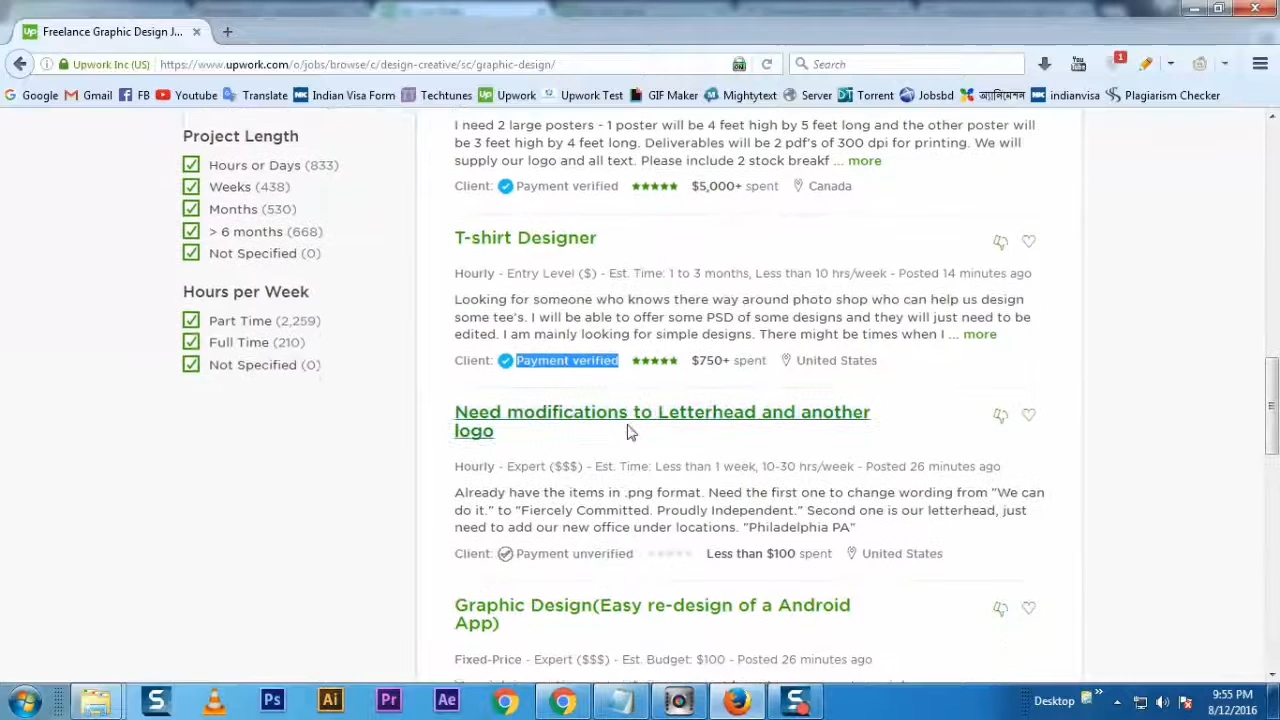 Freelance Graphic Design J...
Upwork Inc (US)
https://www.upwork.com/o/jobs/browse/c/design-creative/sc/graphic-design/
Search
You
1
Google
Gmail
FB
Youtube
Translate
Indian Visa Form
Techtunes
Upwork
Upwork Test
GIF Maker
Mightytext
Server
Torrent
Jobsbd
অ্যানিমেশন
indianvisa
Plagiarism Checker
Project Length
Hours or Days (833)
Weeks (438)
Months (530)
> 6 months (668)
Not Specified (0)
Hours per Week
Part Time (2,259)
Full Time (210)
Not Specified (0)
I need 2 large posters - 1 poster will be 4 feet high by 5 feet long and the other poster will
be 3 feet high by 4 feet long. Deliverables will be 2 pdf's of 300 dpi for printing. We will
supply our logo and all text. Please include 2 stock breakf ... more
Client: Payment verified $5,000+ spent Canada
T-shirt Designer
Hourly - Entry Level ($) - Est. Time: 1 to 3 months, Less than 10 hrs/week - Posted 14 minutes ago
Looking for someone who knows there way around photo shop who can help us design
some tee's. I will be able to offer some PSD of some designs and they will just need to be
edited. I am mainly looking for simple designs. There might be times when I ... more
Client: Payment verified $750+ spent United States
Need modifications to Letterhead and another
logo
Hourly - Expert ($$$) - Est. Time: Less than 1 week, 10-30 hrs/week - Posted 26 minutes ago
Already have the items in .png format. Need the first one to change wording from "We can
do it." to "Fiercely Committed. Proudly Independent." Second one is our letterhead, just
need to add our new office under locations. "Philadelphia PA"
Client: Payment unverified Less than $100 spent United States
Graphic Design(Easy re-design of a Android
App)
Fixed-Price - Expert ($$$) - Est. Budget: $100 - Posted 26 minutes ago
Ps
Ai
Pr
Ae
Desktop
9:55 PM
8/12/2016